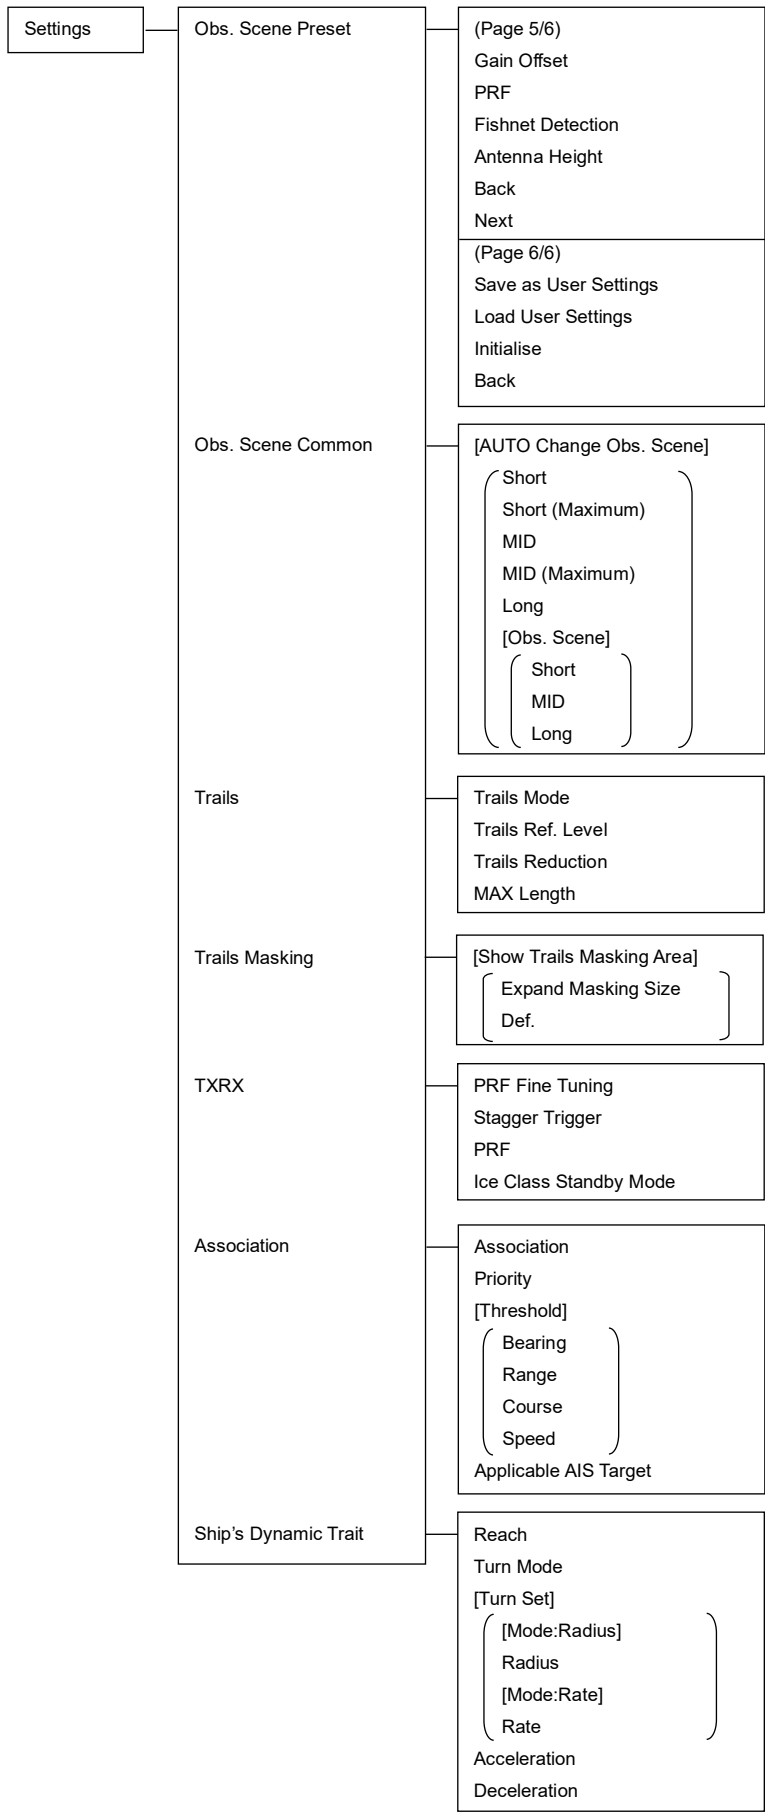 Settings
Obs. Scene Preset
(Page 5/6)
Gain Offset
PRF
Fishnet Detection
Antenna Height
Back
Next
(Page 6/6)
Save as User Settings
Load User Settings
Initialise
Back
Obs. Scene Common
[AUTO Change Obs. Scene]
Short
Short (Maximum)
MID
MID (Maximum)
Long
[Obs. Scene]
Short
MID
Long
Trails
Trails Mode
Trails Ref. Level
Trails Reduction
MAX Length
Trails Masking
[Show Trails Masking Area]
Expand Masking Size
Def.
TXRX
PRF Fine Tuning
Stagger Trigger
PRF
Ice Class Standby Mode
Association
Association
Priority
[Threshold]
Bearing
Range
Course
Speed
Applicable AIS Target
Ship’s Dynamic Trait
Reach
Turn Mode
[Turn Set]
[Mode:Radius]
Radius
[Mode:Rate]
Rate
Acceleration
Deceleration